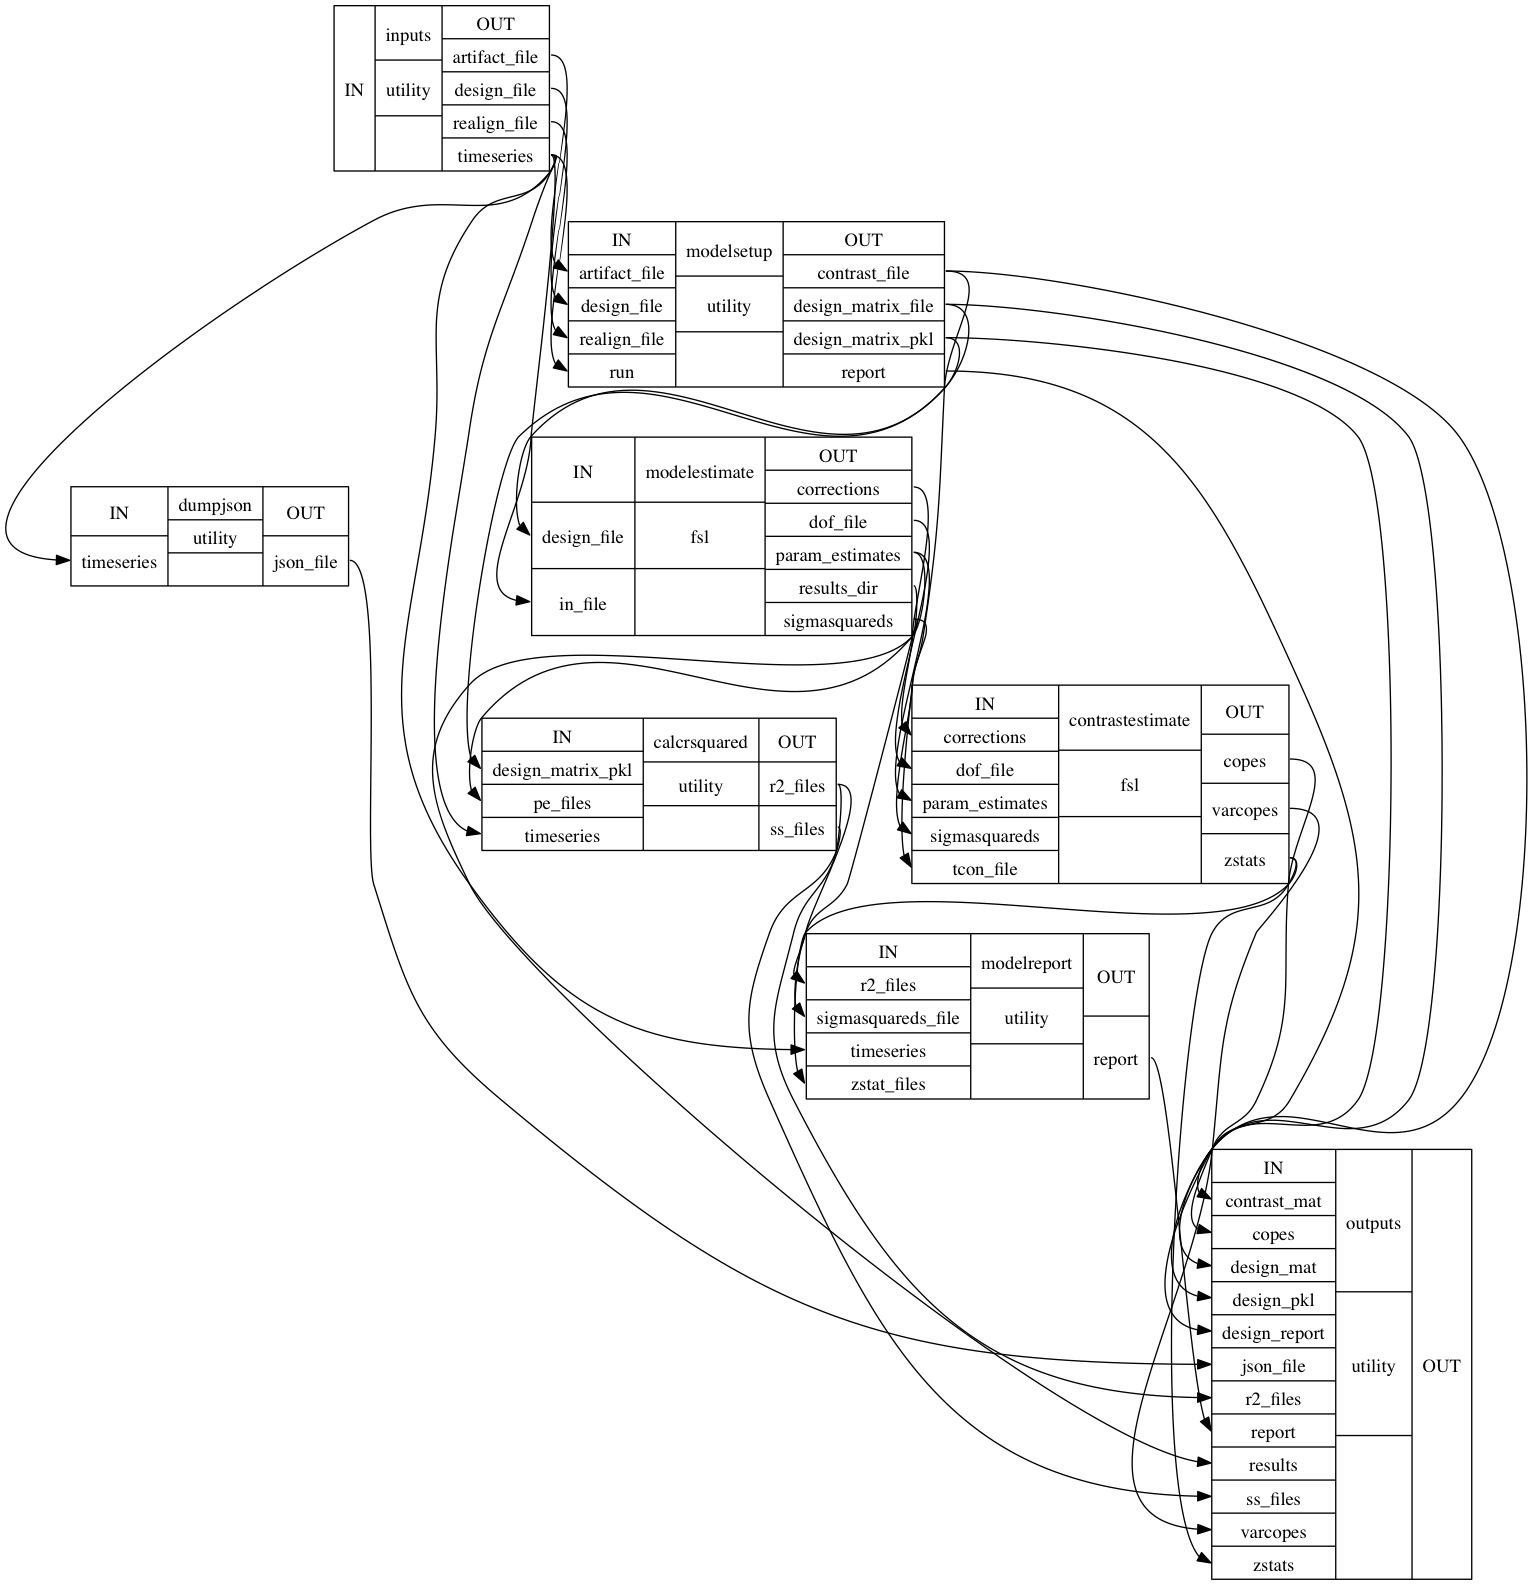 IN
inputs
utility
OUT
artifact_file
design_file
realign_file
timeseries
IN
artifact_file
design_file
realign_file
run
modelsetup
utility
OUT
contrast_file
design_matrix_file
design_matrix_pkl
report
IN
design_file
in_file
modelestimate
fsl
OUT
corrections
dof_file
param_estimates
results_dir
sigmasquareds
IN
timeseries
dumpjson
utility
OUT
json_file
IN
corrections
dof_file
param_estimates
sigmasquareds
tcon_file
contrastestimate
fsl
OUT
copes
varcopes
zstats
IN
design_matrix_pkl
pe_files
timeseries
calcrsquared
utility
OUT
r2_files
ss_files
IN
r2_files
sigmasquareds_file
timeseries
zstat_files
modelreport
utility
OUT
report
IN
contrast_mat
copes
design_mat
design_pkl
design_report
json_file
r2_files
report
results
ss_files
varcopes
zstats
outputs
utility
OUT